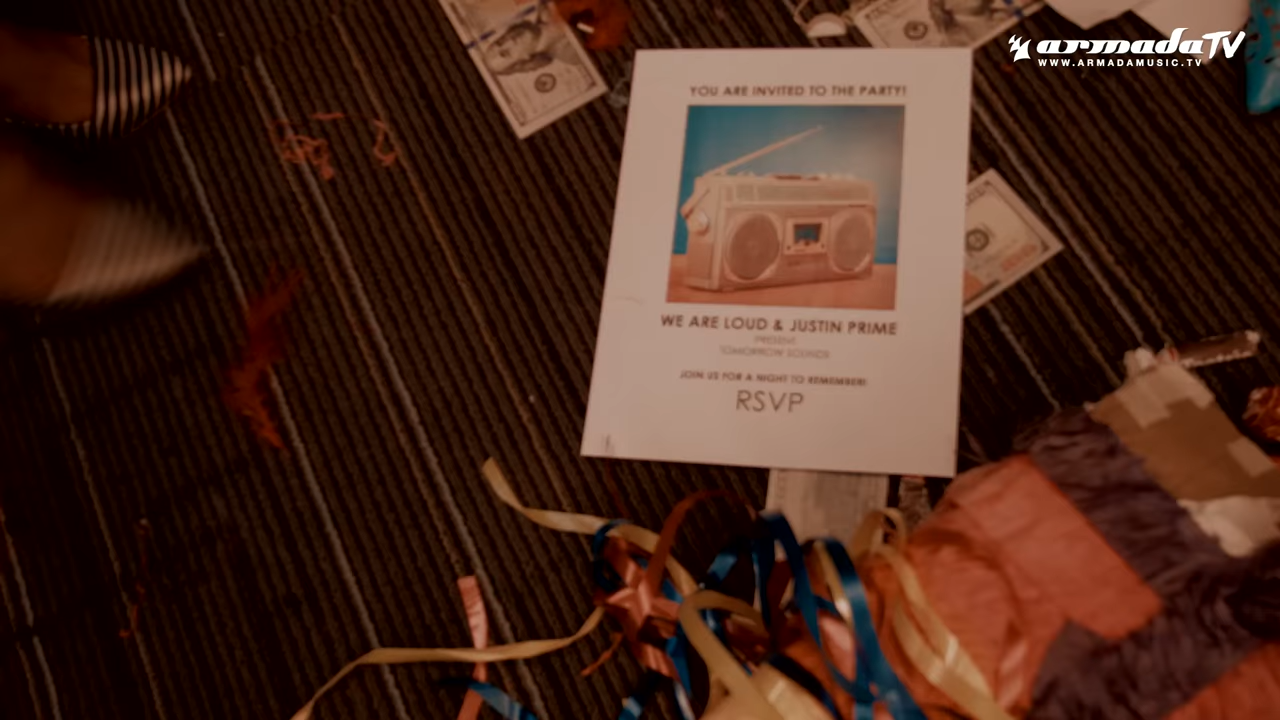 armadaTV
WWW.ARMADAMUSIC.TV
YOU ARE INVITED TO THE PARTY!
WE ARE LOUD & JUSTIN PRIME
PRESENT
TOMORROW SOUNDS
JOIN US FOR A NIGHT TO REMEMBER!
RSVP